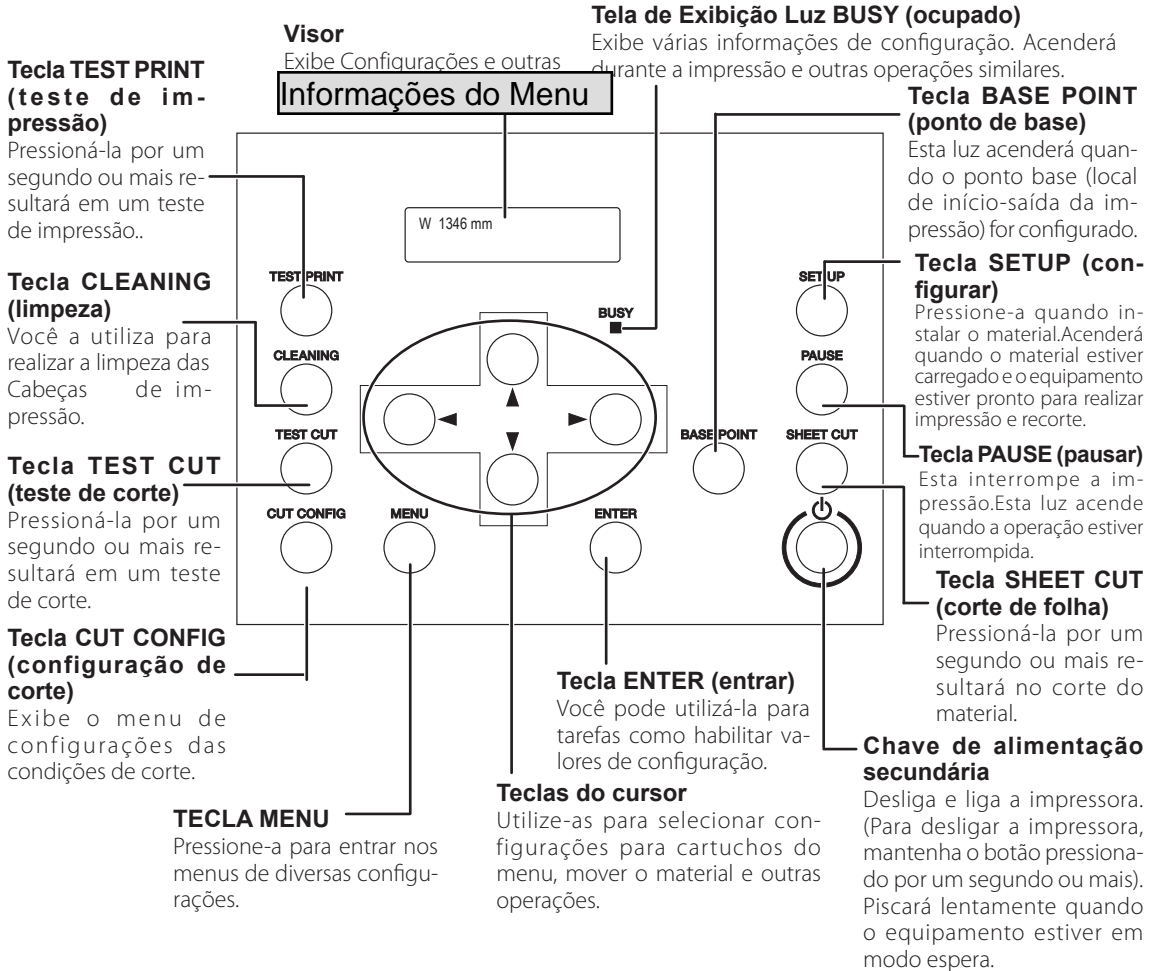 Tela de Exibição Luz BUSY (ocupado)
Exibe várias informações de configuração. Acenderá
durante a impressão e outras operações similares.
Visor
Exibe Configurações e outras
Informações do Menu
Tecla TEST PRINT
(teste de im-
pressão)
Pressioná-la por um
segundo ou mais re-
sultará em um teste
de impressão..
Tecla CLEANING
(limpeza)
Você a utiliza para
realizar a limpeza das
Cabeças de im-
pressão.
Tecla TEST CUT
(teste de corte)
Pressioná-la por um
segundo ou mais re-
sultará em um teste
de corte.
Tecla CUT CONFIG
(configuração de
corte)
Exibe o menu de
configurações das
condições de corte.
W 1346 mm
TEST PRINT
SETUP
BUSY
CLEANING
PAUSE
TEST CUT
BASE POINT
SHEET CUT
CUT CONFIG
MENU
ENTER
Tecla BASE POINT
(ponto de base)
Esta luz acenderá quan-
do o ponto base (local
de início-saída da im-
pressão) for configurado.
Tecla SETUP (con-
figurar)
Pressione-a quando in-
stalar o material.Acenderá
quando o material estiver
carregado e o equipamento
estiver pronto para realizar
impressão e recorte.
Tecla PAUSE (pausar)
Esta interrompe a im-
pressão.Esta luz acende
quando a operação estiver
interrompida.
Tecla SHEET CUT
(corte de folha)
Pressioná-la por um
segundo ou mais re-
sultará no corte do
material.
Chave de alimentação
secundária
Desliga e liga a impressora.
(Para desligar a impressora,
mantenha o botão pressiona-
do por um segundo ou mais).
Piscará lentamente quando
o equipamento estiver em
modo espera.
Tecla ENTER (entrar)
Você pode utilizá-la para
tarefas como habilitar va-
lores de configuração.
Teclas do cursor
Utilize-as para selecionar con-
figurações para cartuchos do
menu, mover o material e outras
operações.
TECLA MENU
Pressione-a para entrar nos
menus de diversas configu-
rações.